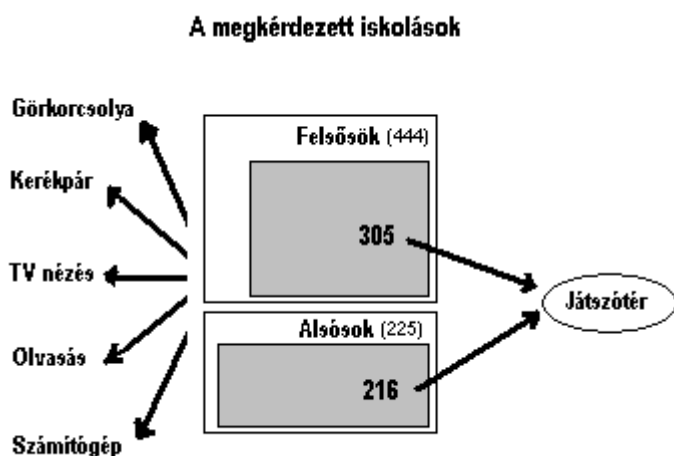 A megkérdezett iskolások
Görkorcsolya
Kerékpár
TV nézés
Olvasás
Számítógép
Felsősök (444)
305
Alsósok (225)
216
Játszótér